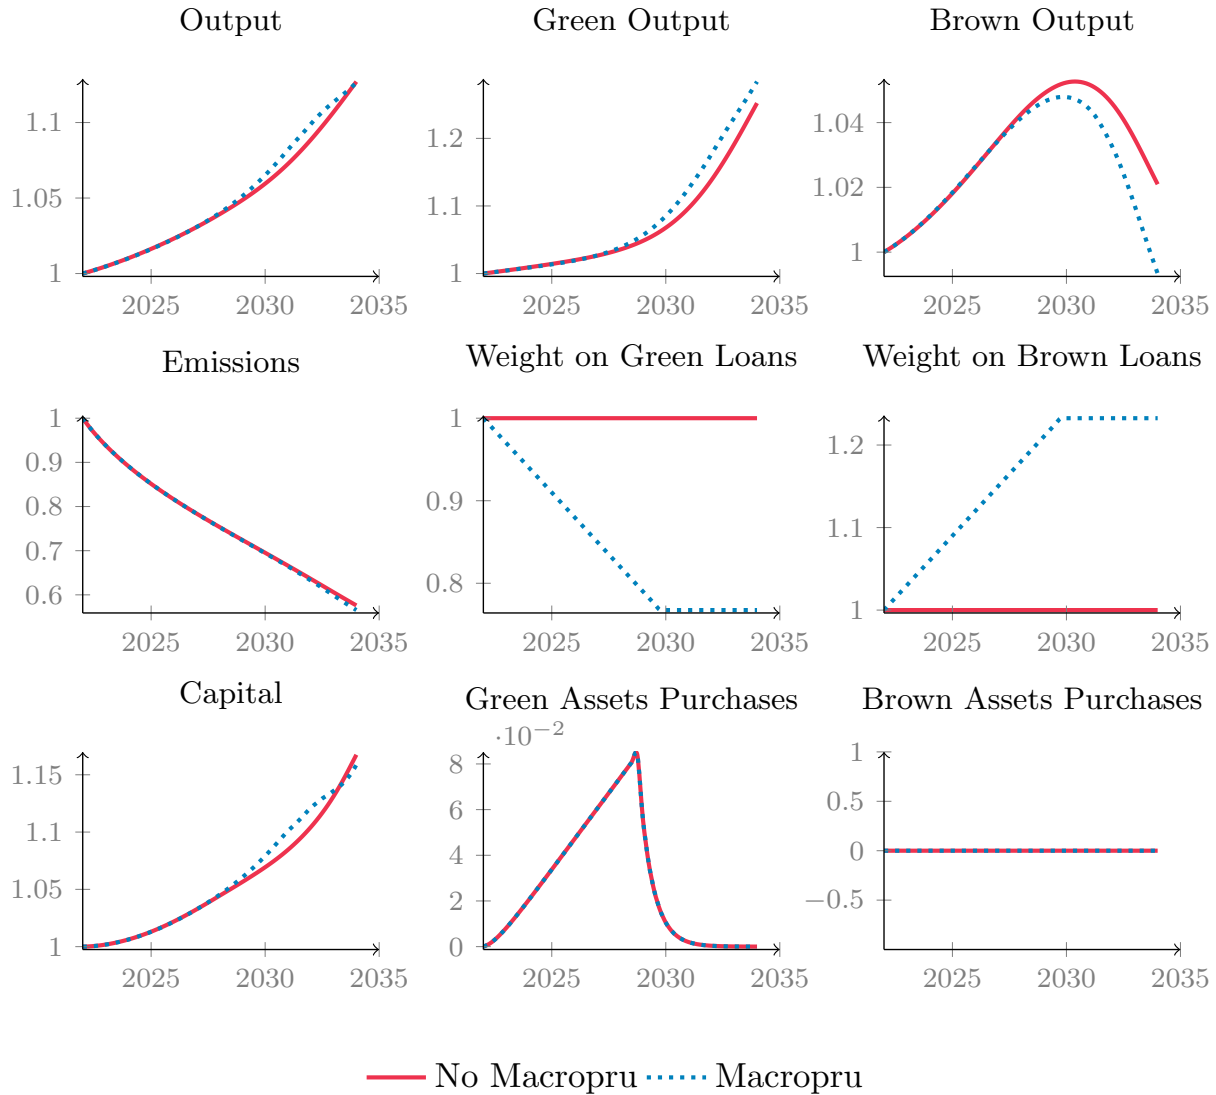 Output
Green Output
Brown Output
1.1
1.05
1
2025 2030 2035
1.2
1.1
1
2025 2030 2035
1.04
1.02
1
2025 2030 2035
Emissions
Weight on Green Loans
Weight on Brown Loans
1
0.9
0.8
0.7
0.6
2025 2030 2035
1
0.9
0.8
2025 2030 2035
1.2
1.1
1
2025 2030 2035
Capital
Green Assets Purchases
Brown Assets Purchases
1.15
1.1
1.05
1
2025 2030 2035
·10⁻²
8
6
4
2
0
2025 2030 2035
1
0.5
0
−0.5
2025 2030 2035
No Macropru Macropru